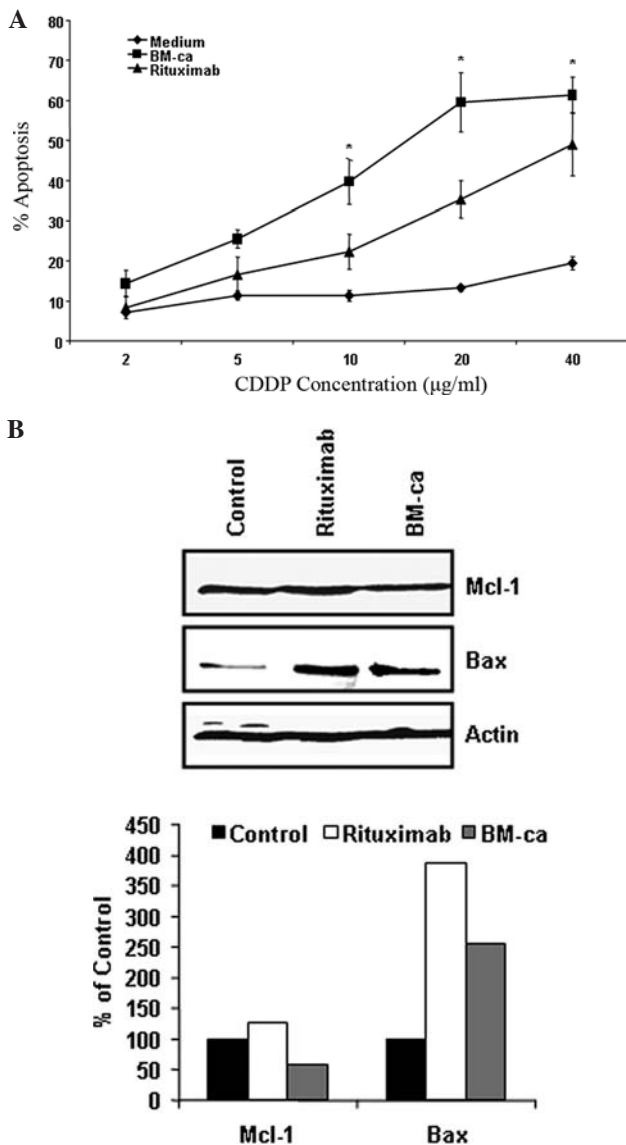 A
80
70
60
50
40
30
20
10
0
% Apoptosis
Medium
BM-ca
Rituximab
*
*
*
2 5 10 20 40
CDDP Concentration (µg/ml)
B
Control Rituximab BM-ca
Mcl-1
Bax
Actin
450
400
350
300
250
200
150
100
50
0
% of Control
Control Rituximab BM-ca
Mcl-1 Bax